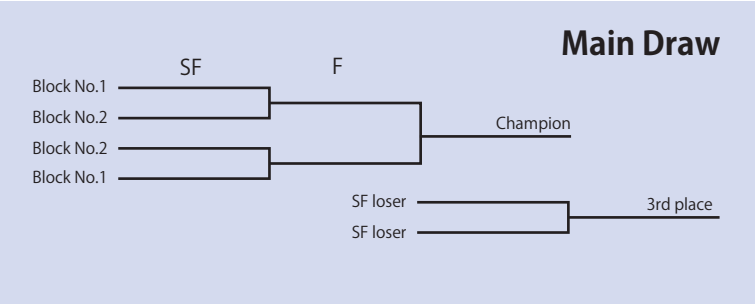 Main Draw
SF
F
Block No.1
Block No.2
Champion
Block No.2
Block No.1
SF loser
3rd place
SF loser